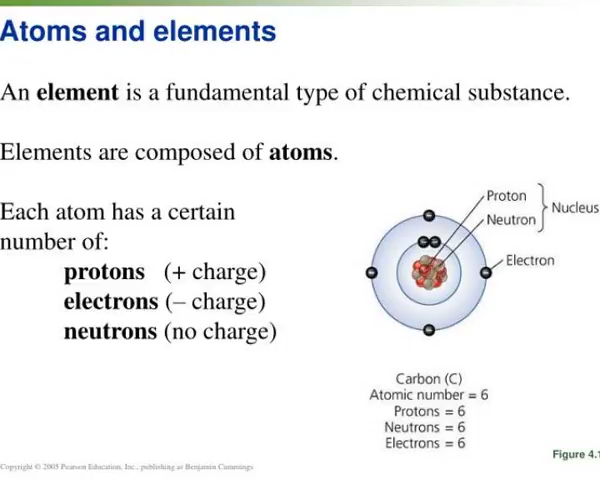 Atoms and elements
An element is a fundamental type of chemical substance.
Elements are composed of atoms.
Each atom has a certain
number of:
protons (+ charge)
electrons (– charge)
neutrons (no charge)
Proton
Neutron
Nucleus
Electron
Carbon (C)
Atomic number = 6
Protons = 6
Neutrons = 6
Electrons = 6
Figure 4.1
Copyright © 2005 Pearson Education, Inc., publishing as Benjamin Cummings